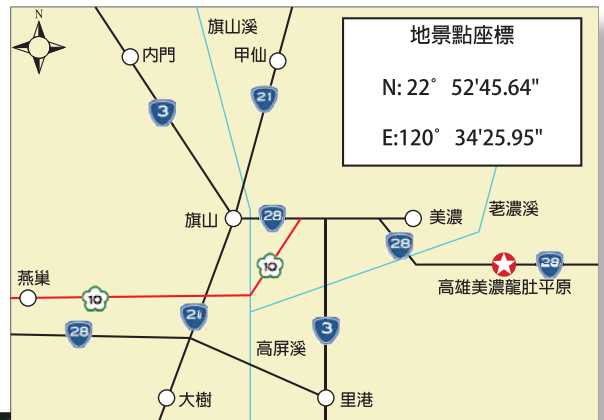 N
旗山溪
地景點座標
内門
甲仙
N: 22° 52'45.64"
3
21
E:120° 34'25.95"
旗山
28
美濃
荖濃溪
28
10
28
燕巢
高雄美濃龍肚平原
10
21
28
3
高屏溪
大樹
里港